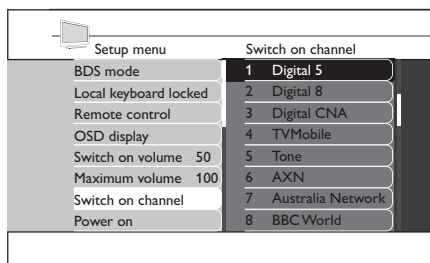 Setup menu
BDS mode
Local keyboard locked
Remote control
OSD display
Switch on volume 50
Maximum volume 100
Switch on channel
Power on
Switch on channel
1 Digital 5
2 Digital 8
3 Digital CNA
4 TVMobile
5 Tone
6 AXN
7 Australia Network
8 BBC World